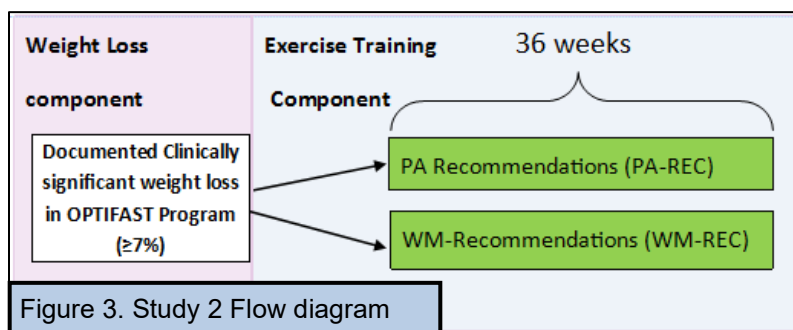 Weight Loss
component
Exercise Training
Component
36 weeks
Documented Clinically
significant weight loss
in OPTIFAST Program
(≥7%)
PA Recommendations (PA-REC)
WM-Recommendations (WM-REC)
Figure 3. Study 2 Flow diagram